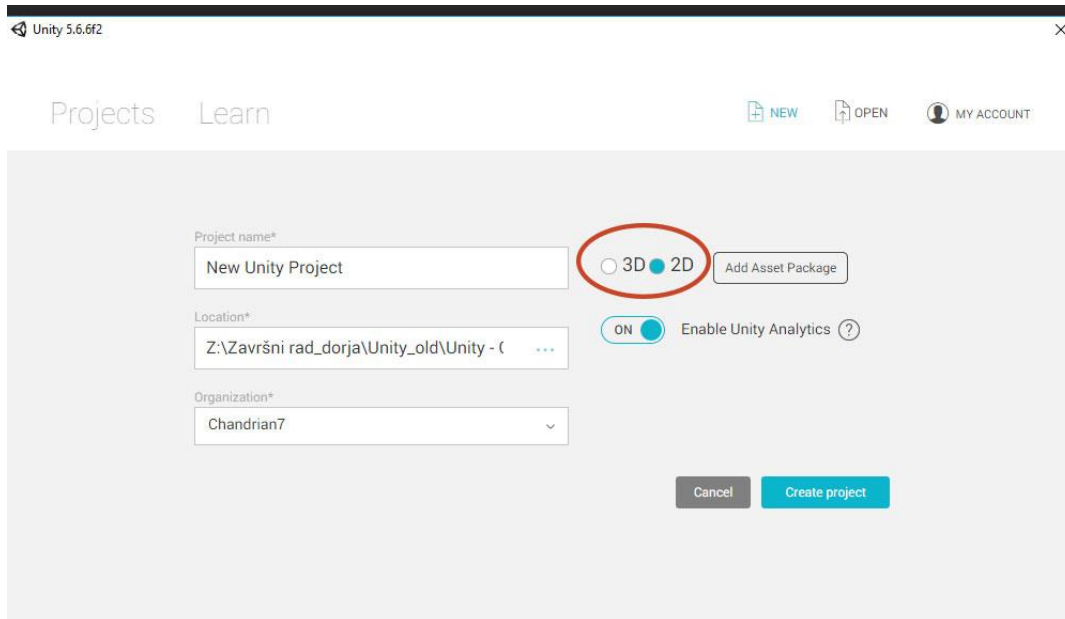 Unity 5.6.6f2
Projects Learn NEW OPEN MY ACCOUNT
Project name*
New Unity Project 3D 2D Add Asset Package
Location* ON Enable Unity Analytics ?
Z:\Završni rad_dorja\Unity_old\Unity - ...
Organization*
Chandrian7
Cancel Create project